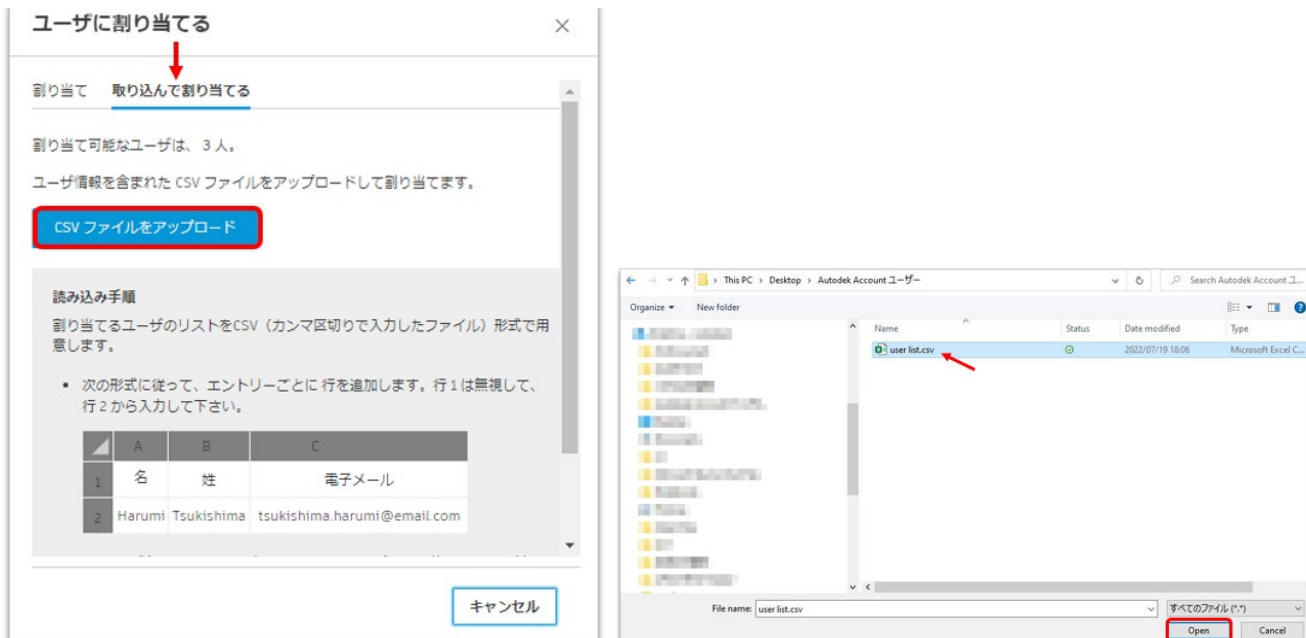 ユーザに割り当てる
割り当て 取り込んで割り当てる
割り当て可能なユーザは、3人。
ユーザ情報を含まれた CSV ファイルをアップロードして割り当てます。
CSV ファイルをアップロード
読み込み手順
割り当てるユーザのリストをCSV（カンマ区切りで入力したファイル）形式で用
意します。
• 次の形式に従って、エントリーごとに 行を追加します。行 1 は無視して、
行 2 から入力して下さい。
A B C
1 名 姓 電子メール
2 Harumi Tsukishima tsukishima.harumi@email.com
キャンセル
This PC > Desktop > Autodek Account ユーザー
Search Autodek Account ユ...
Organize New folder
Name Status Date modified Type
user list.csv 2022/07/19 18:06 Microsoft Excel C...
File name: user list.csv すべてのファイル (*.*)
Open Cancel